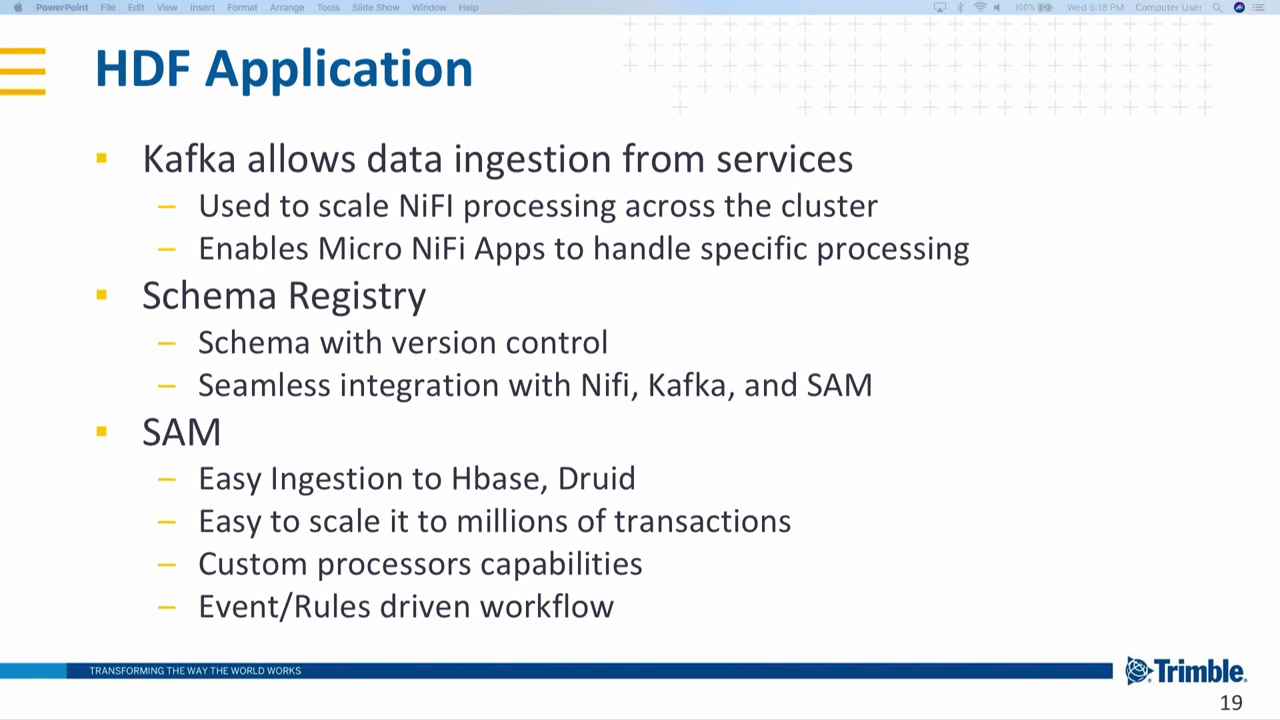 PowerPoint File Edit View Insert Format Arrange Tools Slide Show Window Help 100% Wed 6:18 PM Computer User
HDF Application
Kafka allows data ingestion from services
– Used to scale NiFI processing across the cluster
– Enables Micro NiFi Apps to handle specific processing
Schema Registry
– Schema with version control
– Seamless integration with Nifi, Kafka, and SAM
SAM
– Easy Ingestion to Hbase, Druid
– Easy to scale it to millions of transactions
– Custom processors capabilities
– Event/Rules driven workflow
TRANSFORMING THE WAY THE WORLD WORKS
Trimble.
19